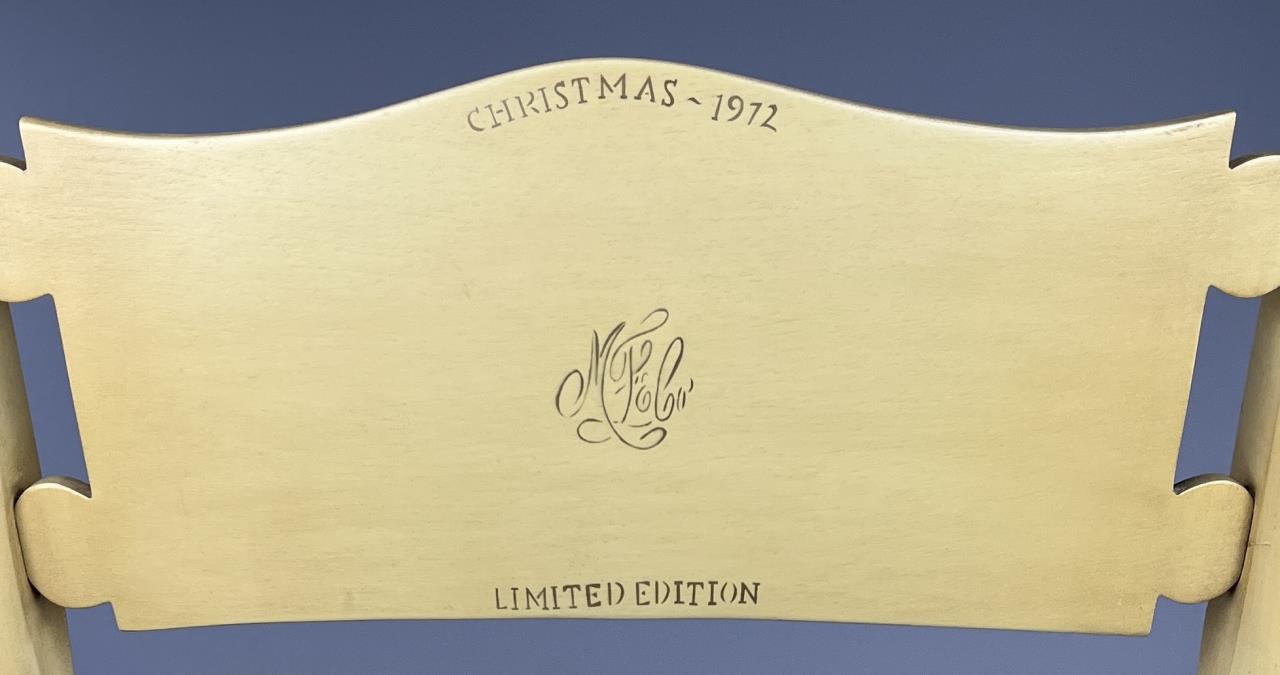 CHRISTMAS ~ 1972
LIMITED EDITION